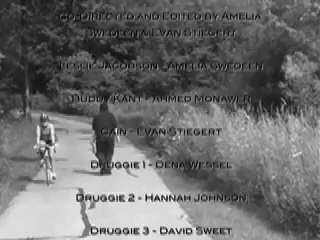 Co-Directed and Edited by Amelia
Swedeen & Evan Stiegert
Leslie Jacobson - Amelia Swedeen
Buddy Kant - Ahmed Monawer
Cain - Evan Stiegert
Druggie 1 - Dena Wessel
Druggie 2 - Hannah Johnson
Druggie 3 - David Sweet